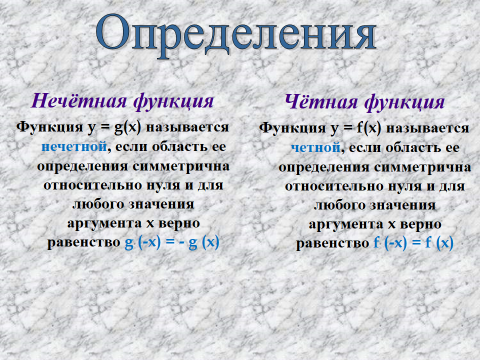 Определения
Нечётная функция
Функция y = g(x) называется
нечетной, если область ее
определения симметрична
относительно нуля и для
любого значения
аргумента x верно
равенство g (-x) = - g (x)
Чётная функция
Функция y = f(x) называется
четной, если область ее
определения симметрична
относительно нуля и для
любого значения
аргумента x верно
равенство f (-x) = f (x)